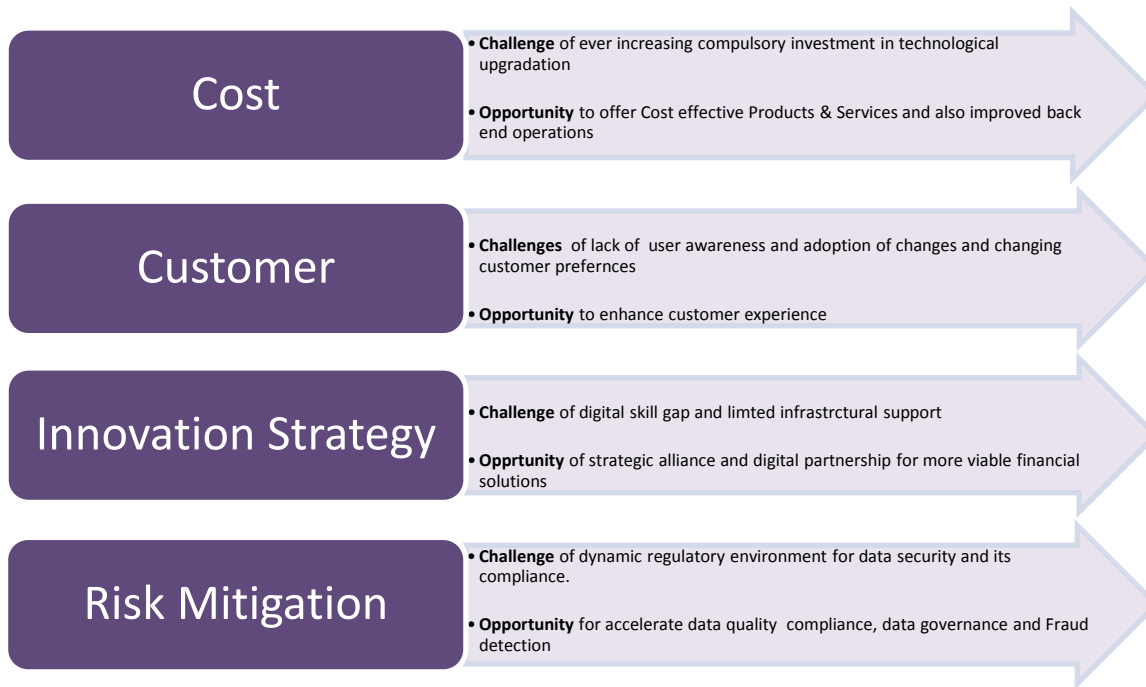 Cost
• Challenge of ever increasing compulsory investment in technological
upgradation
• Opportunity to offer Cost effective Products & Services and also improved back
end operations
Customer
• Challenges of lack of user awareness and adoption of changes and changing
customer prefernces
• Opportunity to enhance customer experience
Innovation Strategy
• Challenge of digital skill gap and limted infrastrctural support
• Opprtunity of strategic alliance and digital partnership for more viable financial
solutions
Risk Mitigation
• Challenge of dynamic regulatory environment for data security and its
compliance.
• Opportunity for accelerate data quality compliance, data governance and Fraud
detection